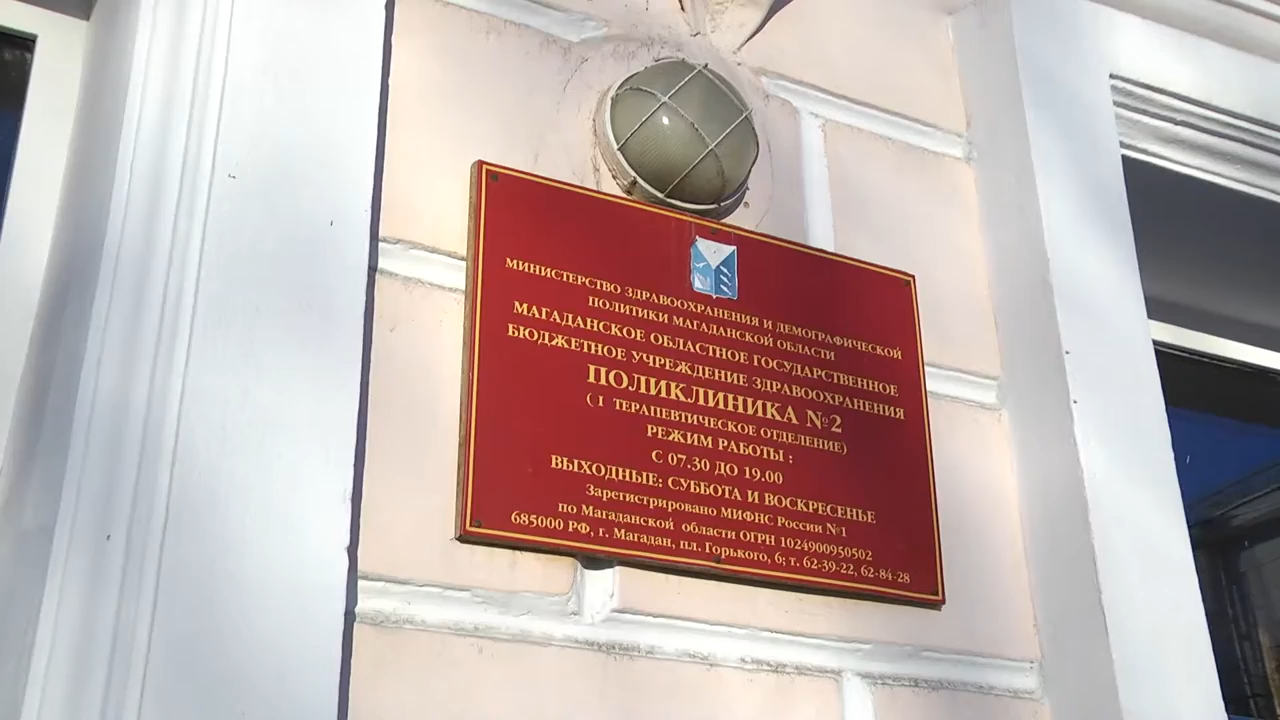 МИНИСТЕРСТВО ЗДРАВООХРАНЕНИЯ И ДЕМОГРАФИЧЕСКОЙ
ПОЛИТИКИ МАГАДАНСКОЙ ОБЛАСТИ
МАГАДАНСКОЕ ОБЛАСТНОЕ ГОСУДАРСТВЕННОЕ
БЮДЖЕТНОЕ УЧРЕЖДЕНИЕ ЗДРАВООХРАНЕНИЯ
ПОЛИКЛИНИКА №2
( I ТЕРАПЕВТИЧЕСКОЕ ОТДЕЛЕНИЕ)
РЕЖИМ РАБОТЫ :
С 07.30 ДО 19.00
ВЫХОДНЫЕ: СУББОТА И ВОСКРЕСЕНЬЕ
Зарегистрировано МИФНС России №1
по Магаданской области ОГРН 1024900950502
685000 РФ, г. Магадан, пл. Горького, 6; т. 62-39-22, 62-84-28